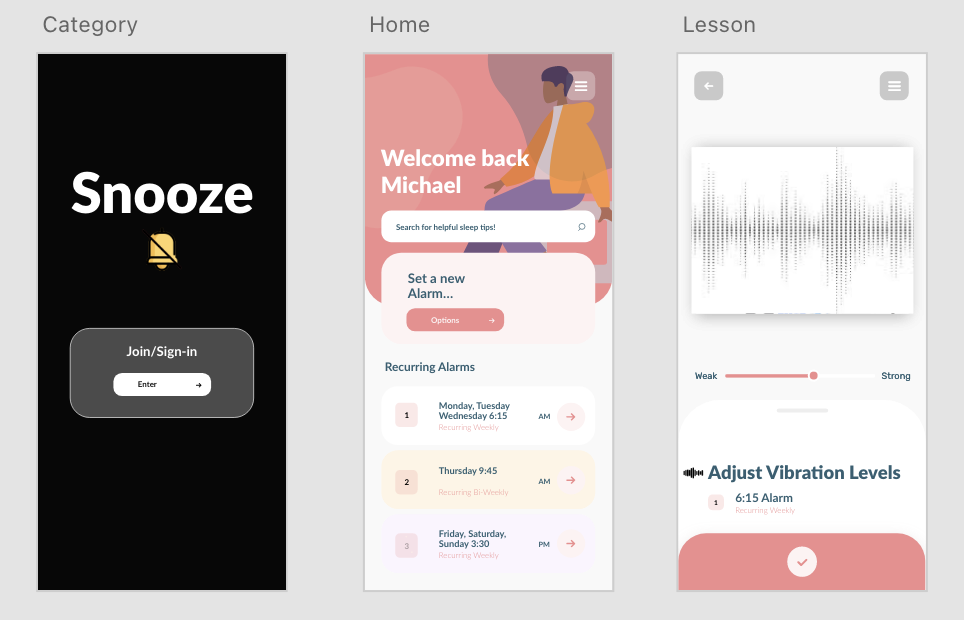 Category
Home
Lesson
Snooze
Join/Sign-in
Enter
Welcome back
Michael
Search for helpful sleep tips!
Set a new
Alarm...
Options
Recurring Alarms
1
Monday, Tuesday
Wednesday 6:15
AM
Recurring Weekly
2
Thursday 9:45
AM
Recurring Bi-Weekly
3
Friday, Saturday,
Sunday 3:30
PM
Recurring Weekly
Weak
Strong
Adjust Vibration Levels
1
6:15 Alarm
Recurring Weekly